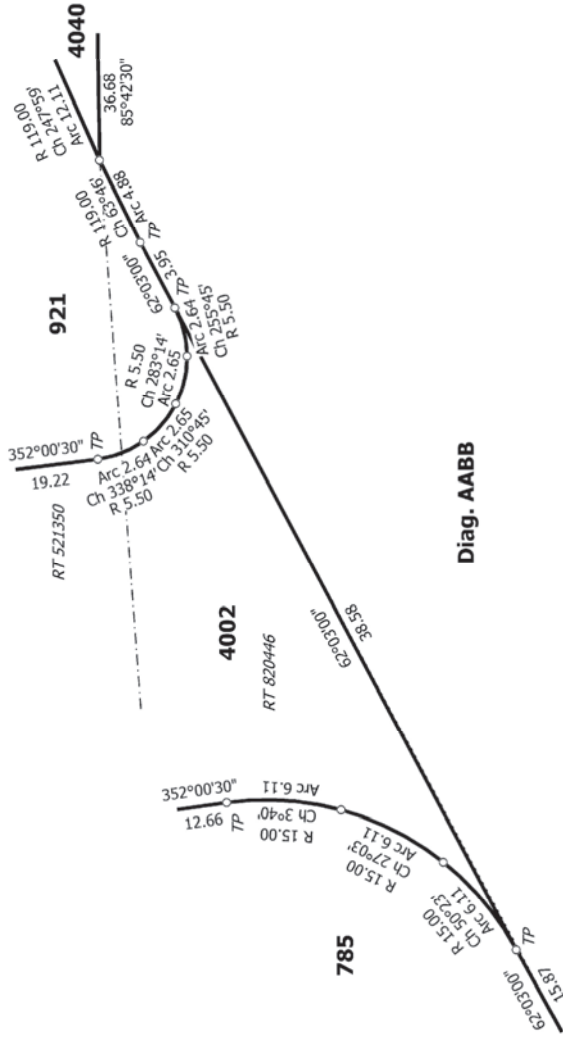 4040
R 119.00
Ch 247°59'
Arc 12.11
36.68
85°42'30"
R 119.00
Ch 63°46'
Arc 4.88
TP
921
62°03'00"
3.95
TP
R 5.50
Ch 283°14'
Arc 2.65
Arc 2.64
Ch 255°45'
R 5.50
352°00'30"
19.22
TP
Arc 2.64
Ch 338°14'
R 5.50
Arc 2.65
Ch 310°45'
R 5.50
RT 521350
4002
RT 820446
62°03'00"
38.58
Diag. AABB
352°00'30"
12.66
TP
R 15.00
Ch 3°40'
Arc 6.11
R 15.00
Ch 27°03'
Arc 6.11
R 15.00
Ch 50°23'
Arc 6.11
785
TP
62°03'00"
15.87